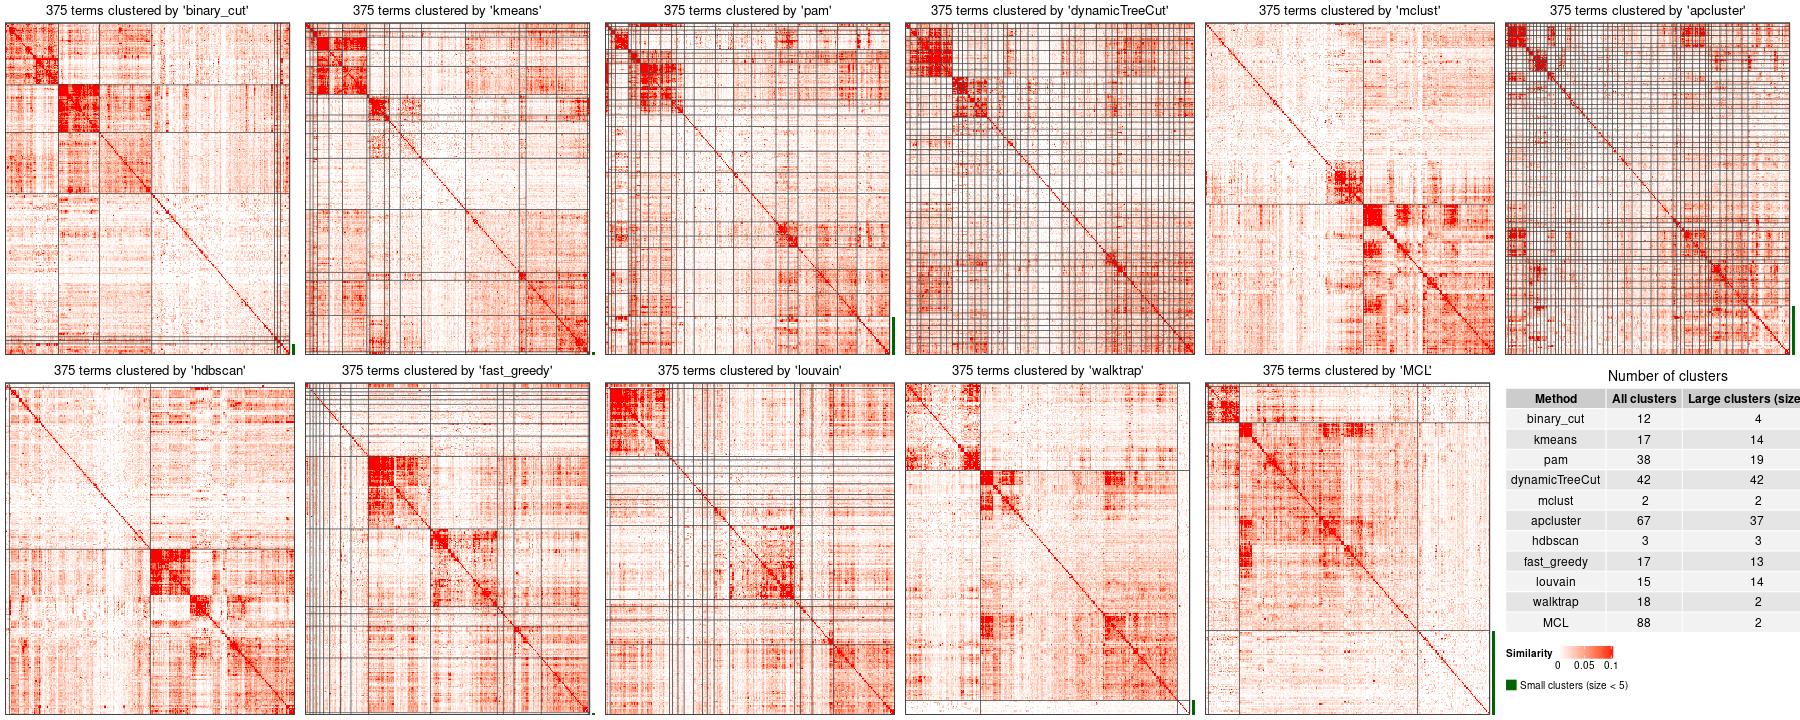 375 terms clustered by 'binary_cut'
375 terms clustered by 'kmeans'
375 terms clustered by 'pam'
375 terms clustered by 'dynamicTreeCut'
375 terms clustered by 'mclust'
375 terms clustered by 'apcluster'
375 terms clustered by 'hdbscan'
375 terms clustered by 'fast_greedy'
375 terms clustered by 'louvain'
375 terms clustered by 'walktrap'
375 terms clustered by 'MCL'
Number of clusters
Method All clusters Large clusters (size
binary_cut 12 4
kmeans 17 14
pam 38 19
dynamicTreeCut 42 42
mclust 2 2
apcluster 67 37
hdbscan 3 3
fast_greedy 17 13
louvain 15 14
walktrap 18 2
MCL 88 2
Similarity
0 0.05 0.1
Small clusters (size < 5)